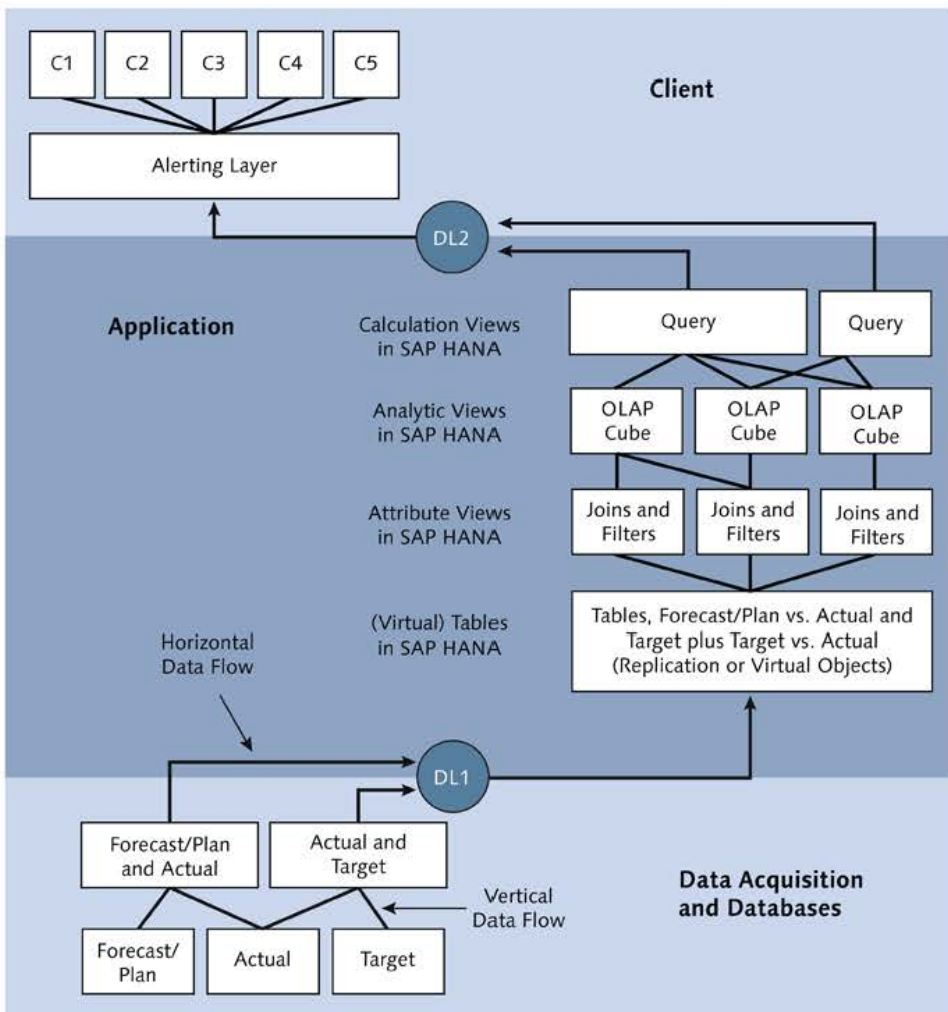 C1
C2
C3
C4
C5
Client
Alerting Layer
DL2
Application
Calculation Views
in SAP HANA
Query
Query
Analytic Views
in SAP HANA
OLAP
Cube
OLAP
Cube
OLAP
Cube
Attribute Views
in SAP HANA
Joins and
Filters
Joins and
Filters
Joins and
Filters
(Virtual) Tables
in SAP HANA
Tables, Forecast/Plan vs. Actual and
Target plus Target vs. Actual
(Replication or Virtual Objects)
Horizontal
Data Flow
DL1
Forecast/Plan
and Actual
Actual and
Target
Vertical
Data Flow
Data Acquisition
and Databases
Forecast/
Plan
Actual
Target